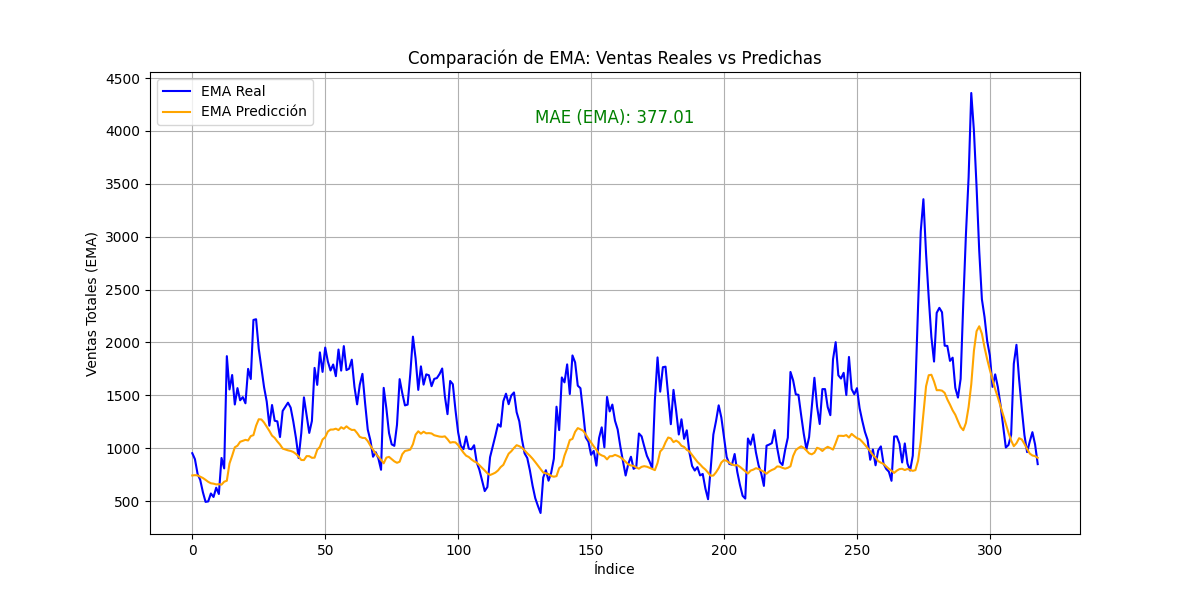 Comparación de EMA: Ventas Reales vs Predichas
EMA Real
EMA Predicción
MAE (EMA): 377.01
Ventas Totales (EMA)
4500
4000
3500
3000
2500
2000
1500
1000
500
0 50 100 150 200 250 300
Índice